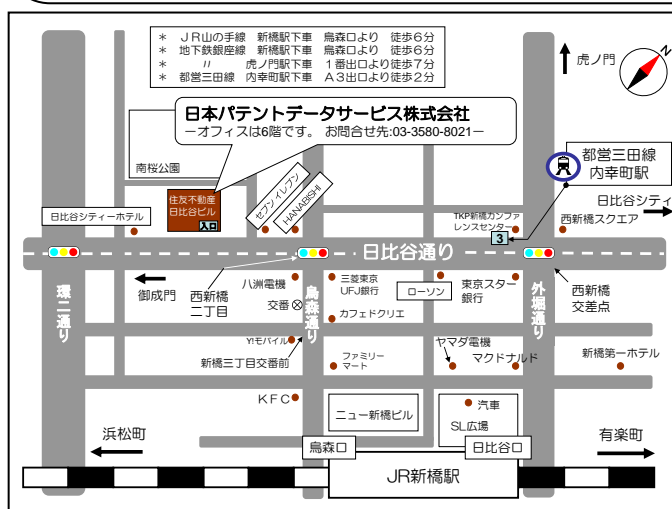 ＊　ＪＲ山の手線　新橋駅下車　烏森口より　徒歩６分
＊　地下鉄銀座線　新橋駅下車　烏森口より　徒歩６分
＊　〃　虎ノ門駅下車　１番出口より徒歩７分
＊　都営三田線　内幸町駅下車　Ａ３出口より徒歩２分
虎ノ門
N
日本パテントデータサービス株式会社
－オフィスは6階です。 お問合せ先:03-3580-8021－
都営三田線
内幸町駅
南桜公園
住友不動産
日比谷ビル
入口
セブンイレブン
HANABISHI
日比谷シティーホテル
TKP新橋カンファ
レンスセンター
3
西新橋スクエア
日比谷シティ
日比谷通り
御成門
西新橋
二丁目
八洲電機
交番
三菱東京
UFJ銀行
カフェドクリエ
ローソン
東京スター
銀行
西新橋
交差点
環二通り
烏森通り
外堀通り
Y!モバイル
新橋三丁目交番前
ファミリー
マート
ヤマダ電機
マクドナルド
新橋第一ホテル
ＫＦＣ
ニュー新橋ビル
汽車
SL広場
浜松町
烏森口
日比谷口
有楽町
JR新橋駅